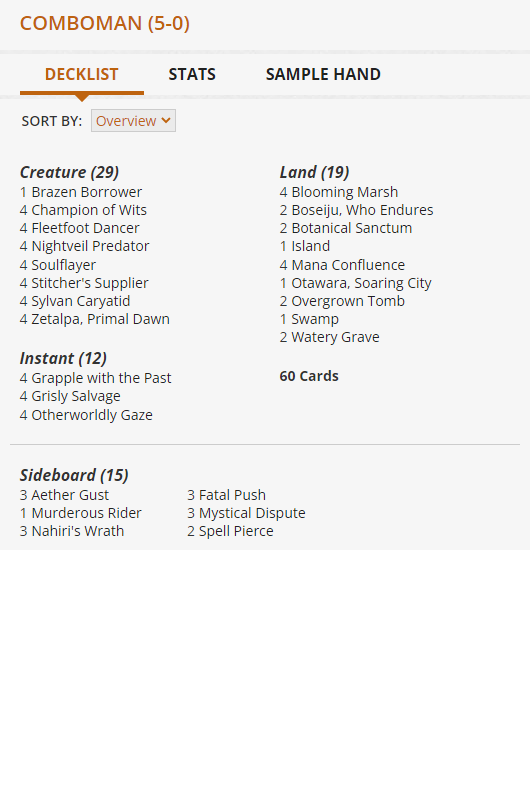 COMBOMAN (5-0)
DECKLIST STATS SAMPLE HAND
SORT BY: Overview
Creature (29)
1 Brazen Borrower
4 Champion of Wits
4 Fleetfoot Dancer
4 Nightveil Predator
4 Soulflayer
4 Stitcher's Supplier
4 Sylvan Caryatid
4 Zetalpa, Primal Dawn
Instant (12)
4 Grapple with the Past
4 Grisly Salvage
4 Otherworldly Gaze
Land (19)
4 Blooming Marsh
2 Boseiju, Who Endures
2 Botanical Sanctum
1 Island
4 Mana Confluence
1 Otawara, Soaring City
2 Overgrown Tomb
1 Swamp
2 Watery Grave
60 Cards
Sideboard (15)
3 Aether Gust
1 Murderous Rider
3 Nahiri's Wrath
3 Fatal Push
3 Mystical Dispute
2 Spell Pierce